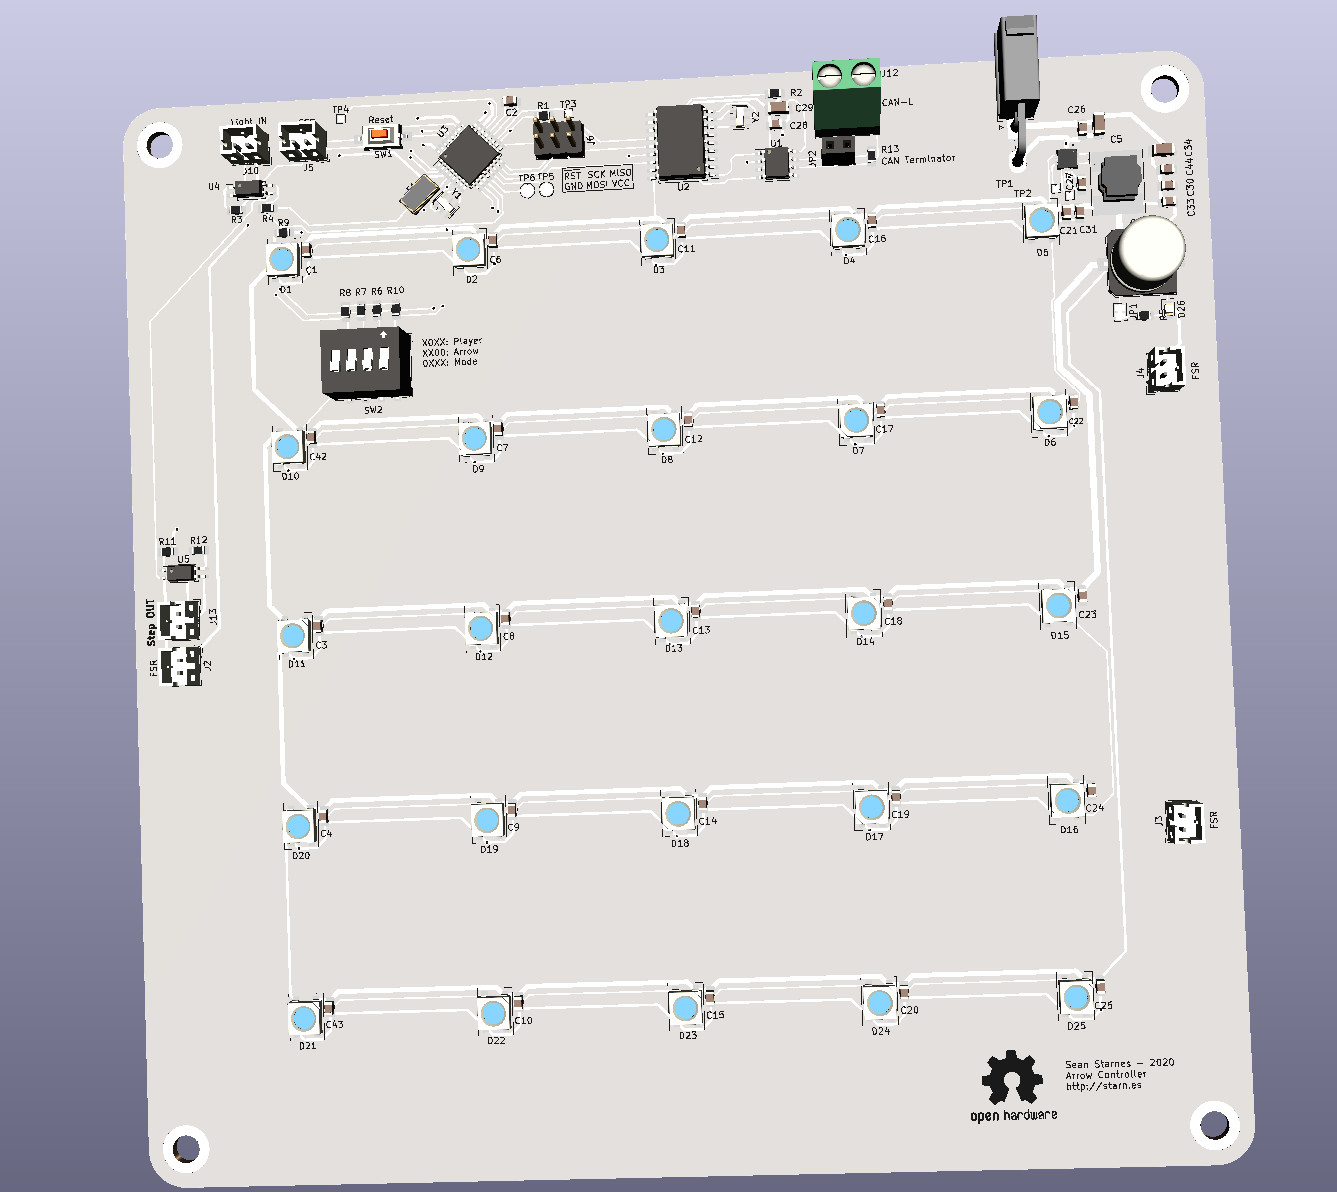 J12
CAN-L
TP4
Reset
SW1
C2
R1
TP3
J6
U3
Y1
TP6
TP5
RST SCK MISO
GND MOSI VCC
U2
Y2
R2
C29
C28
U1
JP2
R13
CAN Terminator
C26
C5
C34
C44
C30
C33
TP1
TP2
C27
C21
C31
Light IN
J10
J5
U4
R3
R4
R9
D1
C1
D2
C6
D3
C11
D4
C16
D5
R8 R7 R6 R10
X0XX: Player
XX00: Arrow
0XXX: Mode
SW2
JP1
R5
D26
J4
FSR
D10
C42
D9
C7
D8
C12
D7
C17
D6
C22
R11
R12
U5
Step OUT
J13
FSR
J2
D11
C3
D12
C8
D13
C13
D14
C18
D15
C23
D20
C4
D19
C9
D18
C14
D17
C19
D16
C24
J3
FSR
D21
C43
D22
C10
D23
C15
D24
C20
D25
C25
open hardware
Sean Starnes - 2020
Arrow Controller
http://starn.es